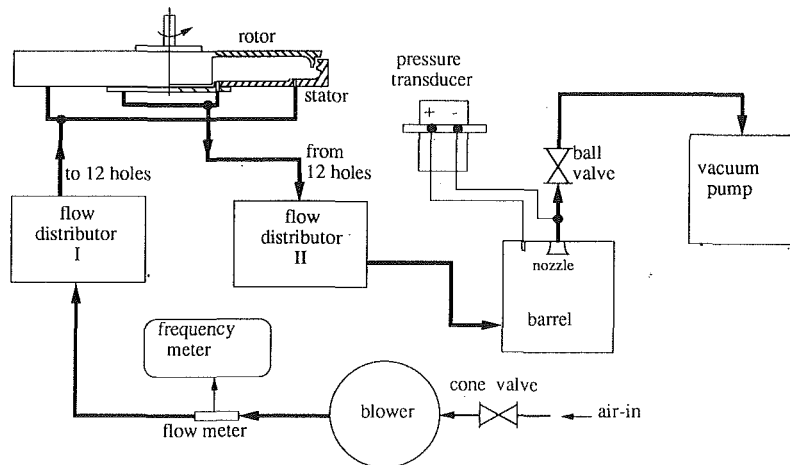 rotor
stator
pressure
transducer
+ -
to 12 holes
from
12 holes
ball
valve
vacuum
pump
flow
distributor
I
flow
distributor
II
nozzle
barrel
frequency
meter
cone valve
blower
air-in
flow meter